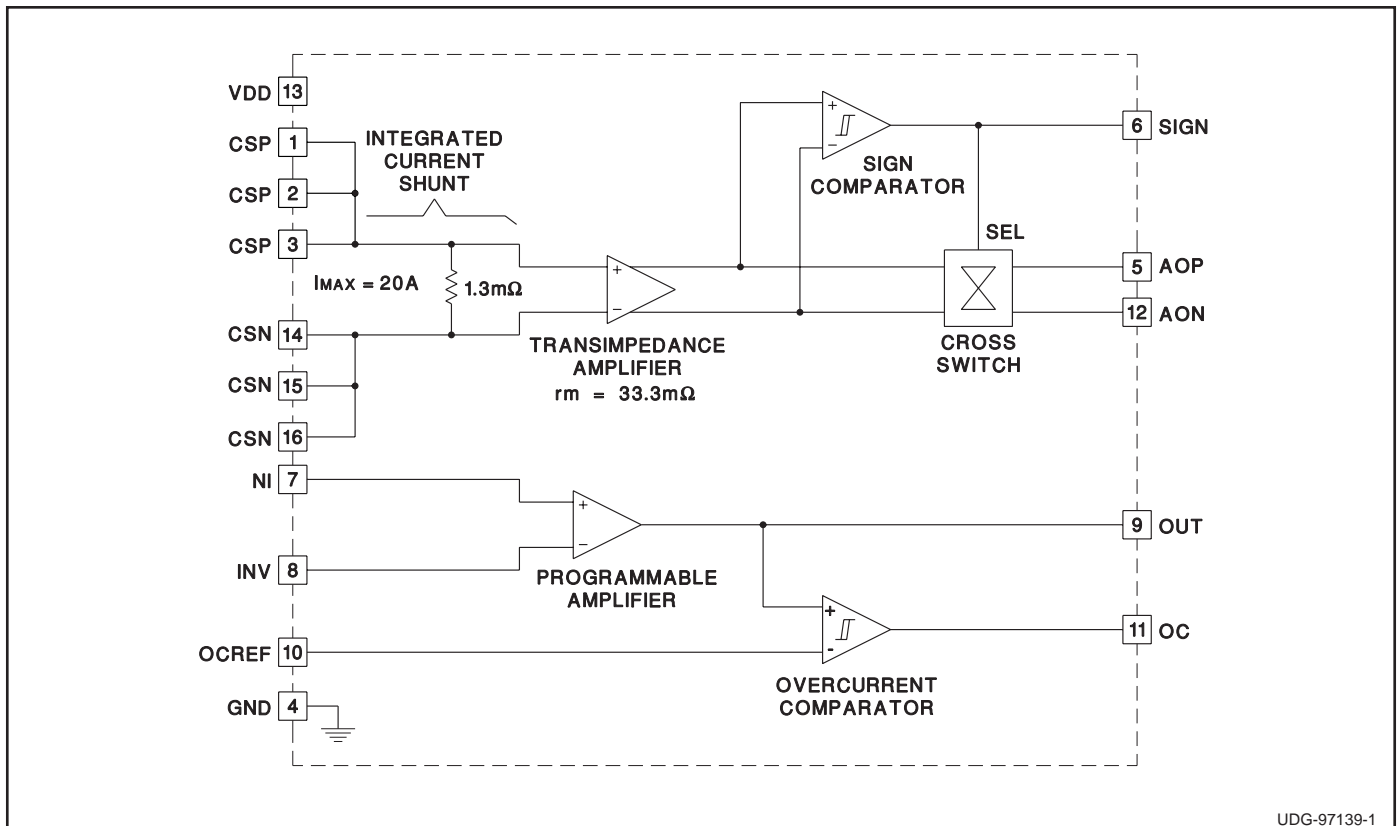 VDD 13
CSP 1
CSP 2
CSP 3
CSN 14
CSN 15
CSN 16
NI 7
INV 8
OCREF 10
GND 4
INTEGRATED
CURRENT
SHUNT
IMAX = 20A
1.3mΩ
+
−
TRANSIMPEDANCE
AMPLIFIER
rm = 33.3mΩ
+
−
SIGN
COMPARATOR
SEL
CROSS
SWITCH
+
−
PROGRAMMABLE
AMPLIFIER
+
-
OVERCURRENT
COMPARATOR
6 SIGN
5 AOP
12 AON
9 OUT
11 OC
UDG-97139-1